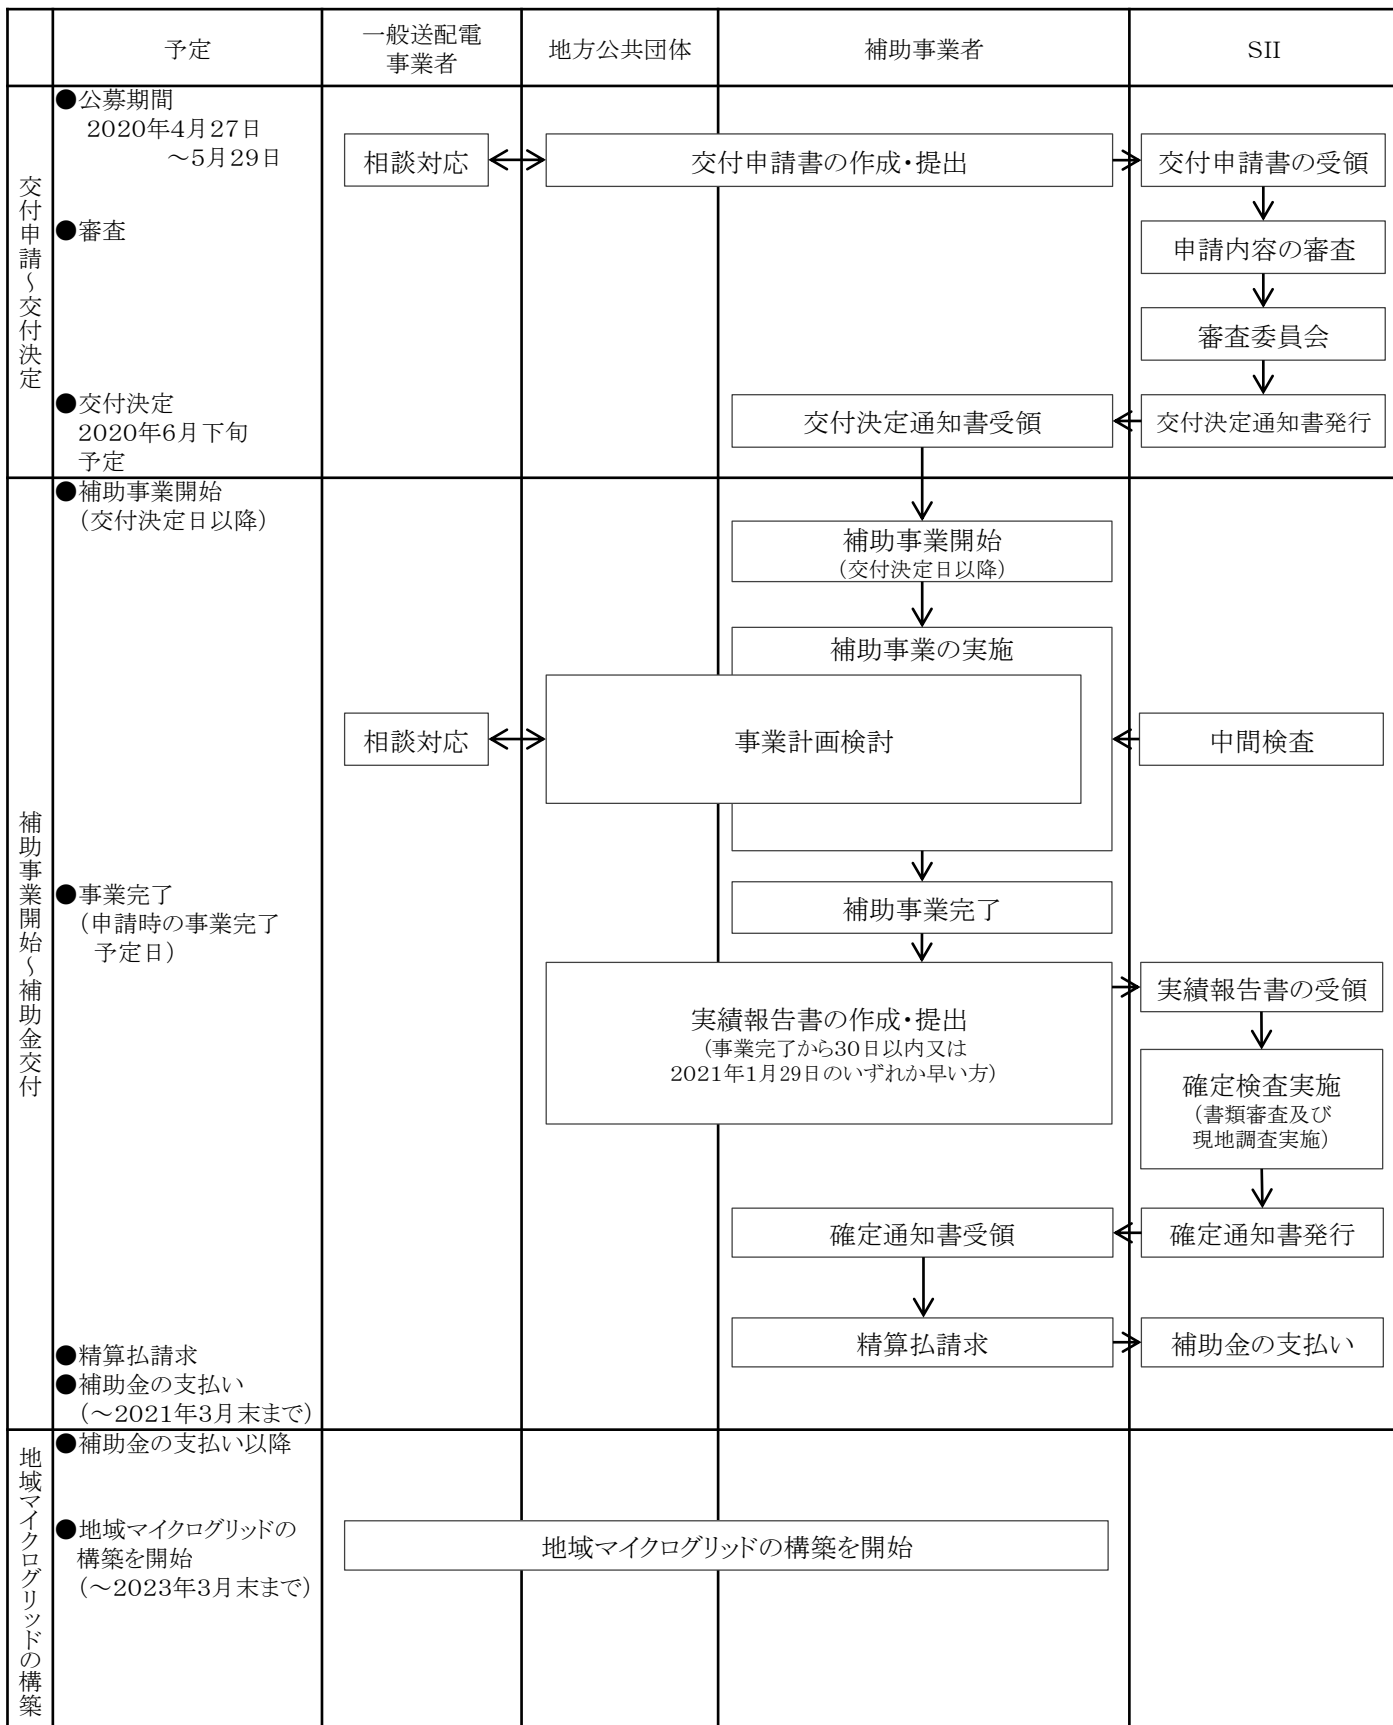 予定
一般送配電
事業者
地方公共団体
補助事業者
SII
交付申請～交付決定
●公募期間
2020年4月27日
～5月29日
相談対応
交付申請書の作成・提出
交付申請書の受領
●審査
申請内容の審査
審査委員会
●交付決定
2020年6月下旬
予定
交付決定通知書受領
交付決定通知書発行
補助事業開始～補助金交付
●補助事業開始
（交付決定日以降）
補助事業開始
（交付決定日以降）
補助事業の実施
相談対応
事業計画検討
中間検査
●事業完了
（申請時の事業完了
予定日）
補助事業完了
実績報告書の作成・提出
（事業完了から30日以内又は
2021年1月29日のいずれか早い方）
実績報告書の受領
確定検査実施
（書類審査及び
現地調査実施）
確定通知書受領
確定通知書発行
●精算払請求
●補助金の支払い
（～2021年3月末まで）
精算払請求
補助金の支払い
地域マイクログリッドの構築
●補助金の支払い以降
●地域マイクログリッドの
構築を開始
（～2023年3月末まで）
地域マイクログリッドの構築を開始